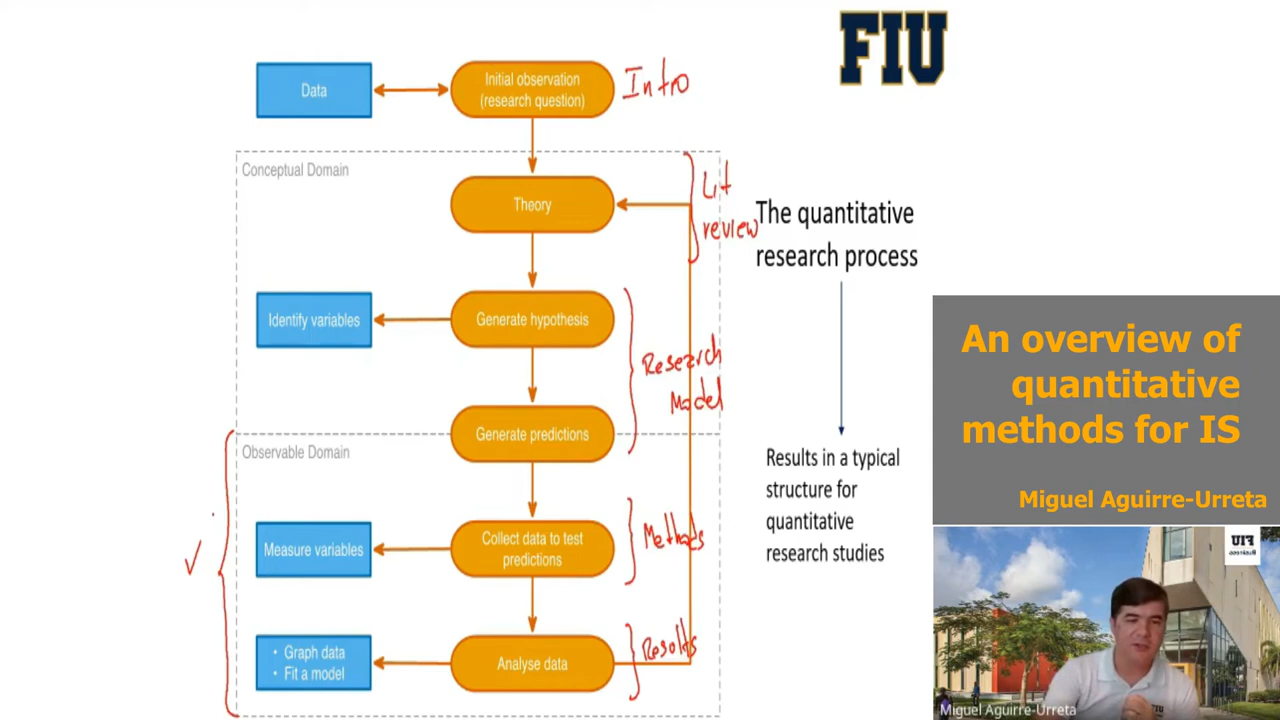 FIU
Data
Initial observation
(research question)
Intro
Conceptual Domain
Theory
Lit
review
The quantitative
research process
Identify variables
Generate hypothesis
Research
Model
Generate predictions
Observable Domain
Results in a typical
structure for
quantitative
research studies
Measure variables
Collect data to test
predictions
Methods
• Graph data
• Fit a model
Analyse data
Results
An overview of
quantitative
methods for IS
Miguel Aguirre-Urreta
FIU
Business
FIU
Miguel Aguirre-Urreta